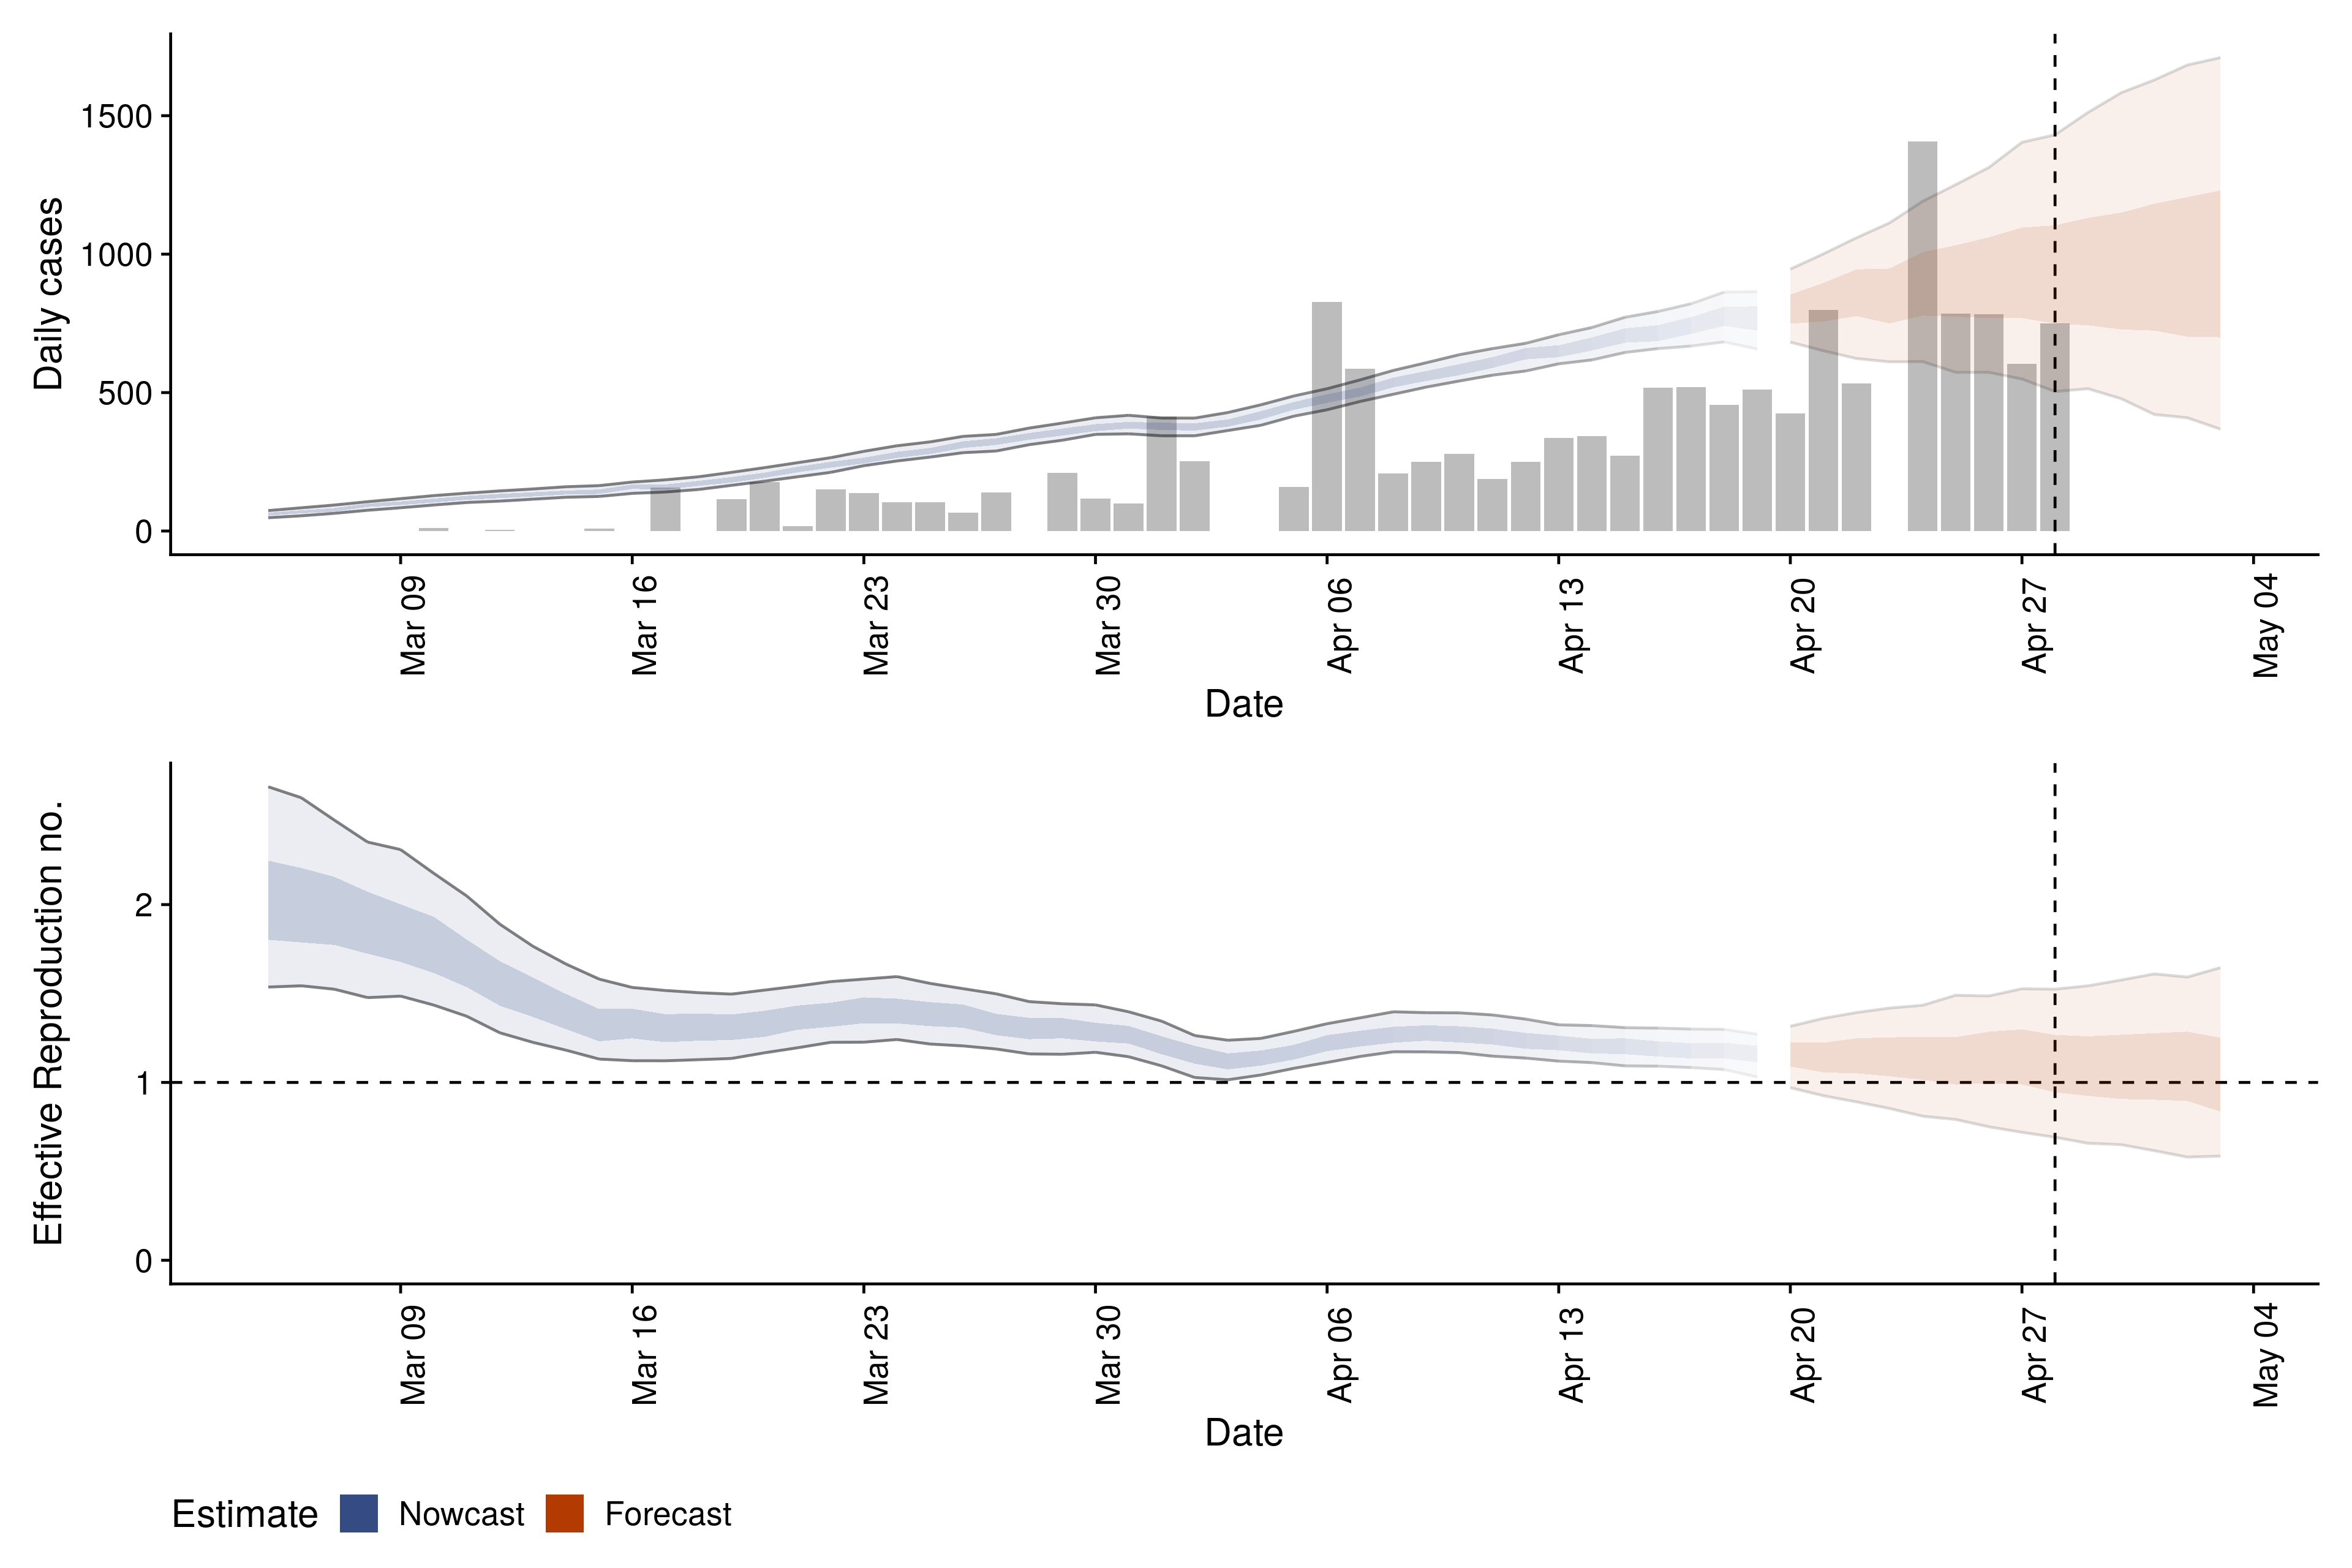 Daily cases
1500
1000
500
0
Mar 09
Mar 16
Mar 23
Mar 30
Apr 06
Apr 13
Apr 20
Apr 27
May 04
Date
Effective Reproduction no.
2
1
0
Mar 09
Mar 16
Mar 23
Mar 30
Apr 06
Apr 13
Apr 20
Apr 27
May 04
Date
Estimate Nowcast Forecast